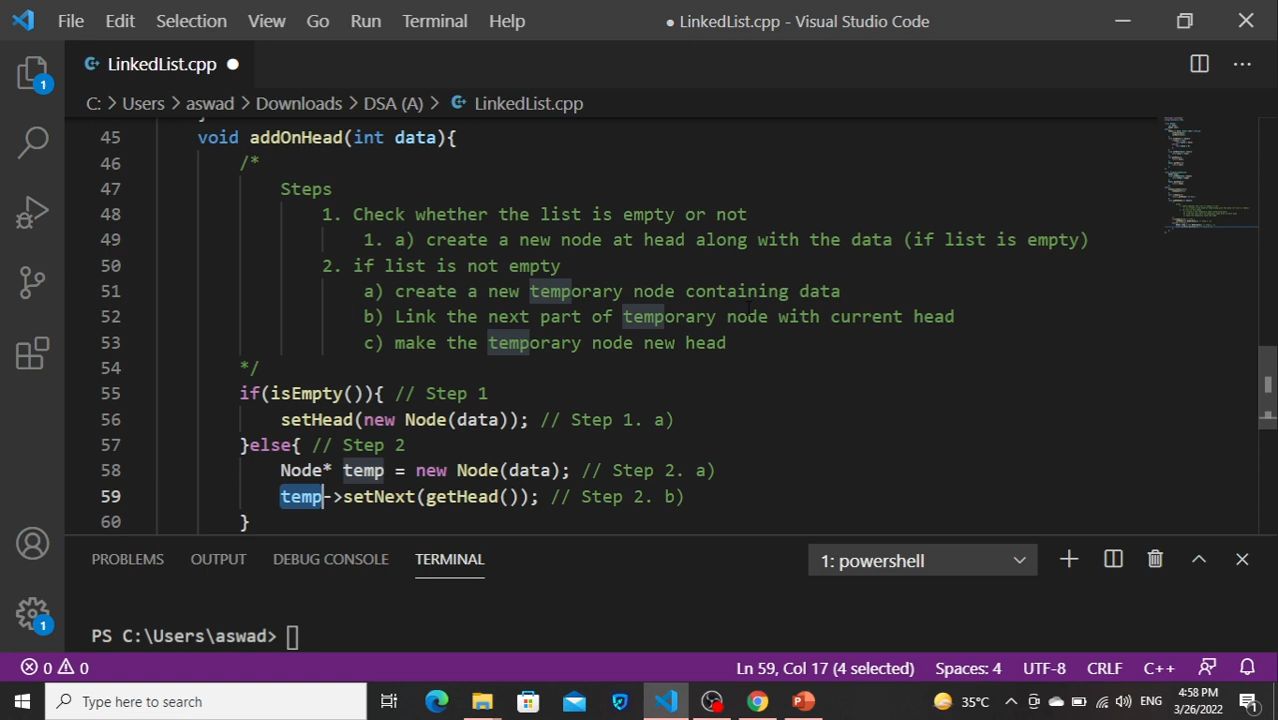 File Edit Selection View Go Run Terminal Help ● LinkedList.cpp - Visual Studio Code
LinkedList.cpp ●
C: > Users > aswad > Downloads > DSA (A) > LinkedList.cpp
45 void addOnHead(int data){
46 /*
47 Steps
48 1. Check whether the list is empty or not
49 1. a) create a new node at head along with the data (if list is empty)
50 2. if list is not empty
51 a) create a new temporary node containing data
52 b) Link the next part of temporary node with current head
53 c) make the temporary node new head
54 */
55 if(isEmpty()){ // Step 1
56 setHead(new Node(data)); // Step 1. a)
57 }else{ // Step 2
58 Node* temp = new Node(data); // Step 2. a)
59 temp->setNext(getHead()); // Step 2. b)
60 }
1
1
PROBLEMS OUTPUT DEBUG CONSOLE TERMINAL 1: powershell
PS C:\Users\aswad>
0 0 Ln 59, Col 17 (4 selected) Spaces: 4 UTF-8 CRLF C++
Type here to search 35°C ENG 4:58 PM
3/26/2022 1